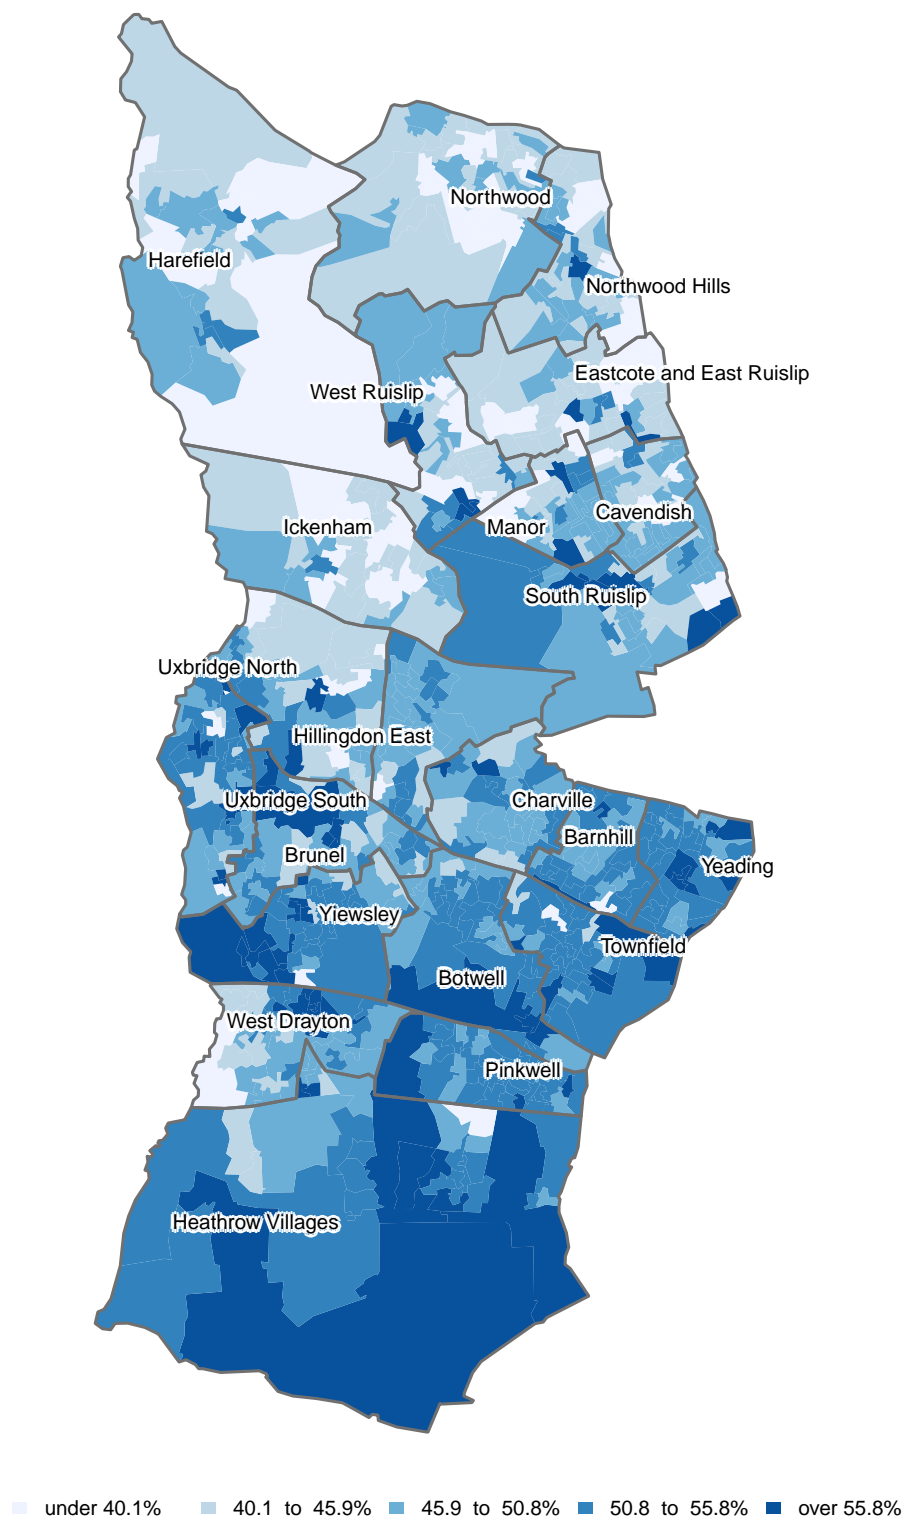 Northwood
Harefield
Northwood Hills
Eastcote and East Ruislip
West Ruislip
Cavendish
Ickenham
Manor
South Ruislip
Uxbridge North
Hillingdon East
Uxbridge South
Charville
Barnhill
Brunel
Yeading
Yiewsley
Townfield
Botwell
West Drayton
Pinkwell
Heathrow Villages
under 40.1% 40.1 to 45.9% 45.9 to 50.8% 50.8 to 55.8% over 55.8%